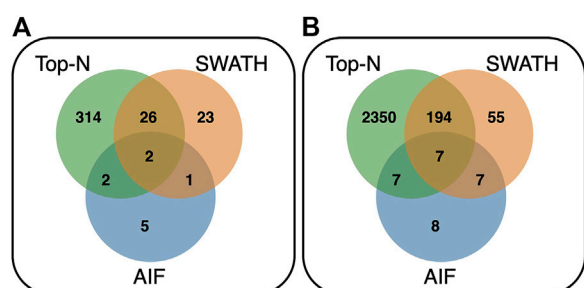 A
Top-N SWATH
314 26 23
2
2 1
5
AIF
B
Top-N SWATH
2350 194 55
7
7 7
8
AIF